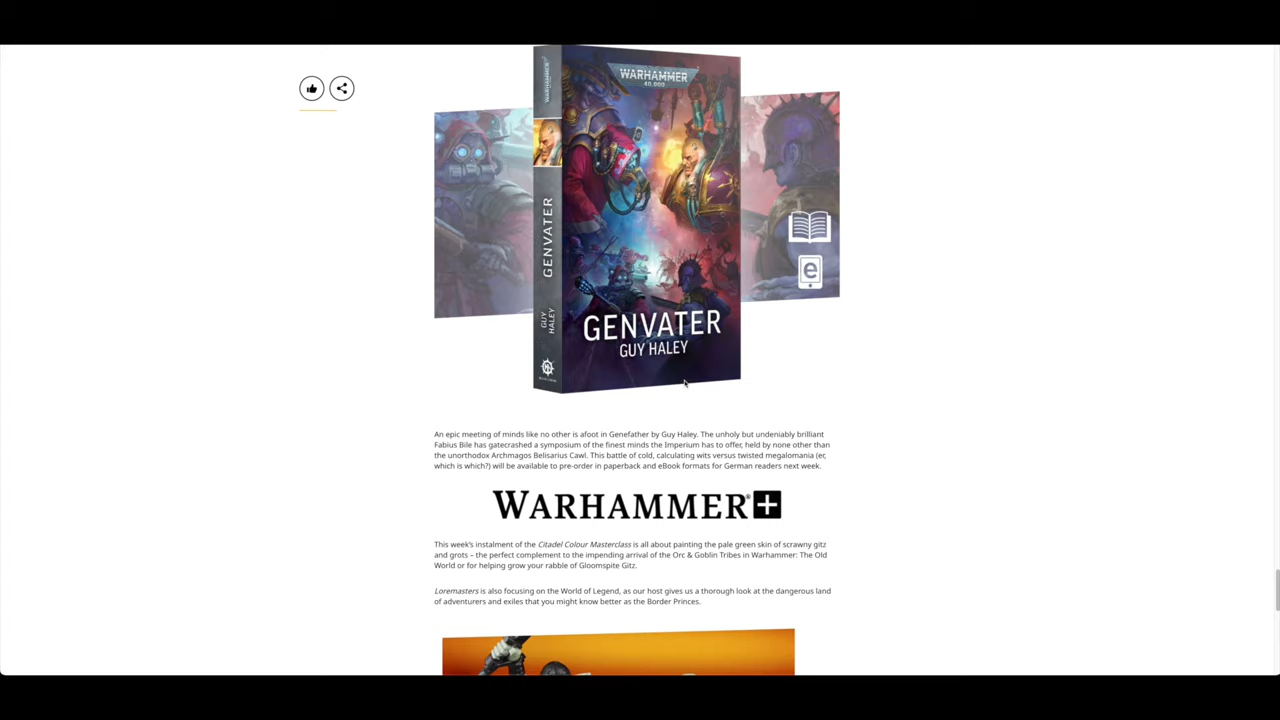 WARHAMMER
WARHAMMER
40,000
GENVATER
GUY
HALEY
GENVATER
GUY HALEY
e
An epic meeting of minds like no other is afoot in Genefather by Guy Haley. The unholy but undeniably brilliant
Fabius Bile has gatecrashed a symposium of the finest minds the Imperium has to offer, held by none other than
the unorthodox Archmagos Belisarius Cawl. This battle of cold, calculating wits versus twisted megalomania (er,
which is which?) will be available to pre-order in paperback and eBook formats for German readers next week.
WARHAMMER®+
This week's instalment of the Citadel Colour Masterclass is all about painting the pale green skin of scrawny gitz
and grots – the perfect complement to the impending arrival of the Orc & Goblin Tribes in Warhammer: The Old
World or for helping grow your rabble of Gloomspite Gitz.
Loremasters is also focusing on the World of Legend, as our host gives us a thorough look at the dangerous land
of adventurers and exiles that you might know better as the Border Princes.